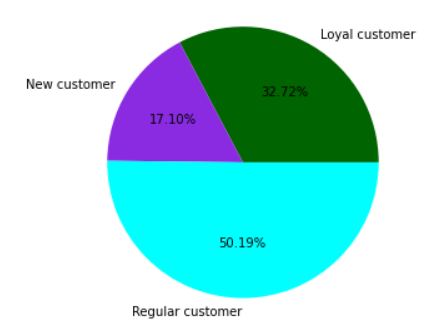 Loyal customer
32.72%
New customer
17.10%
50.19%
Regular customer